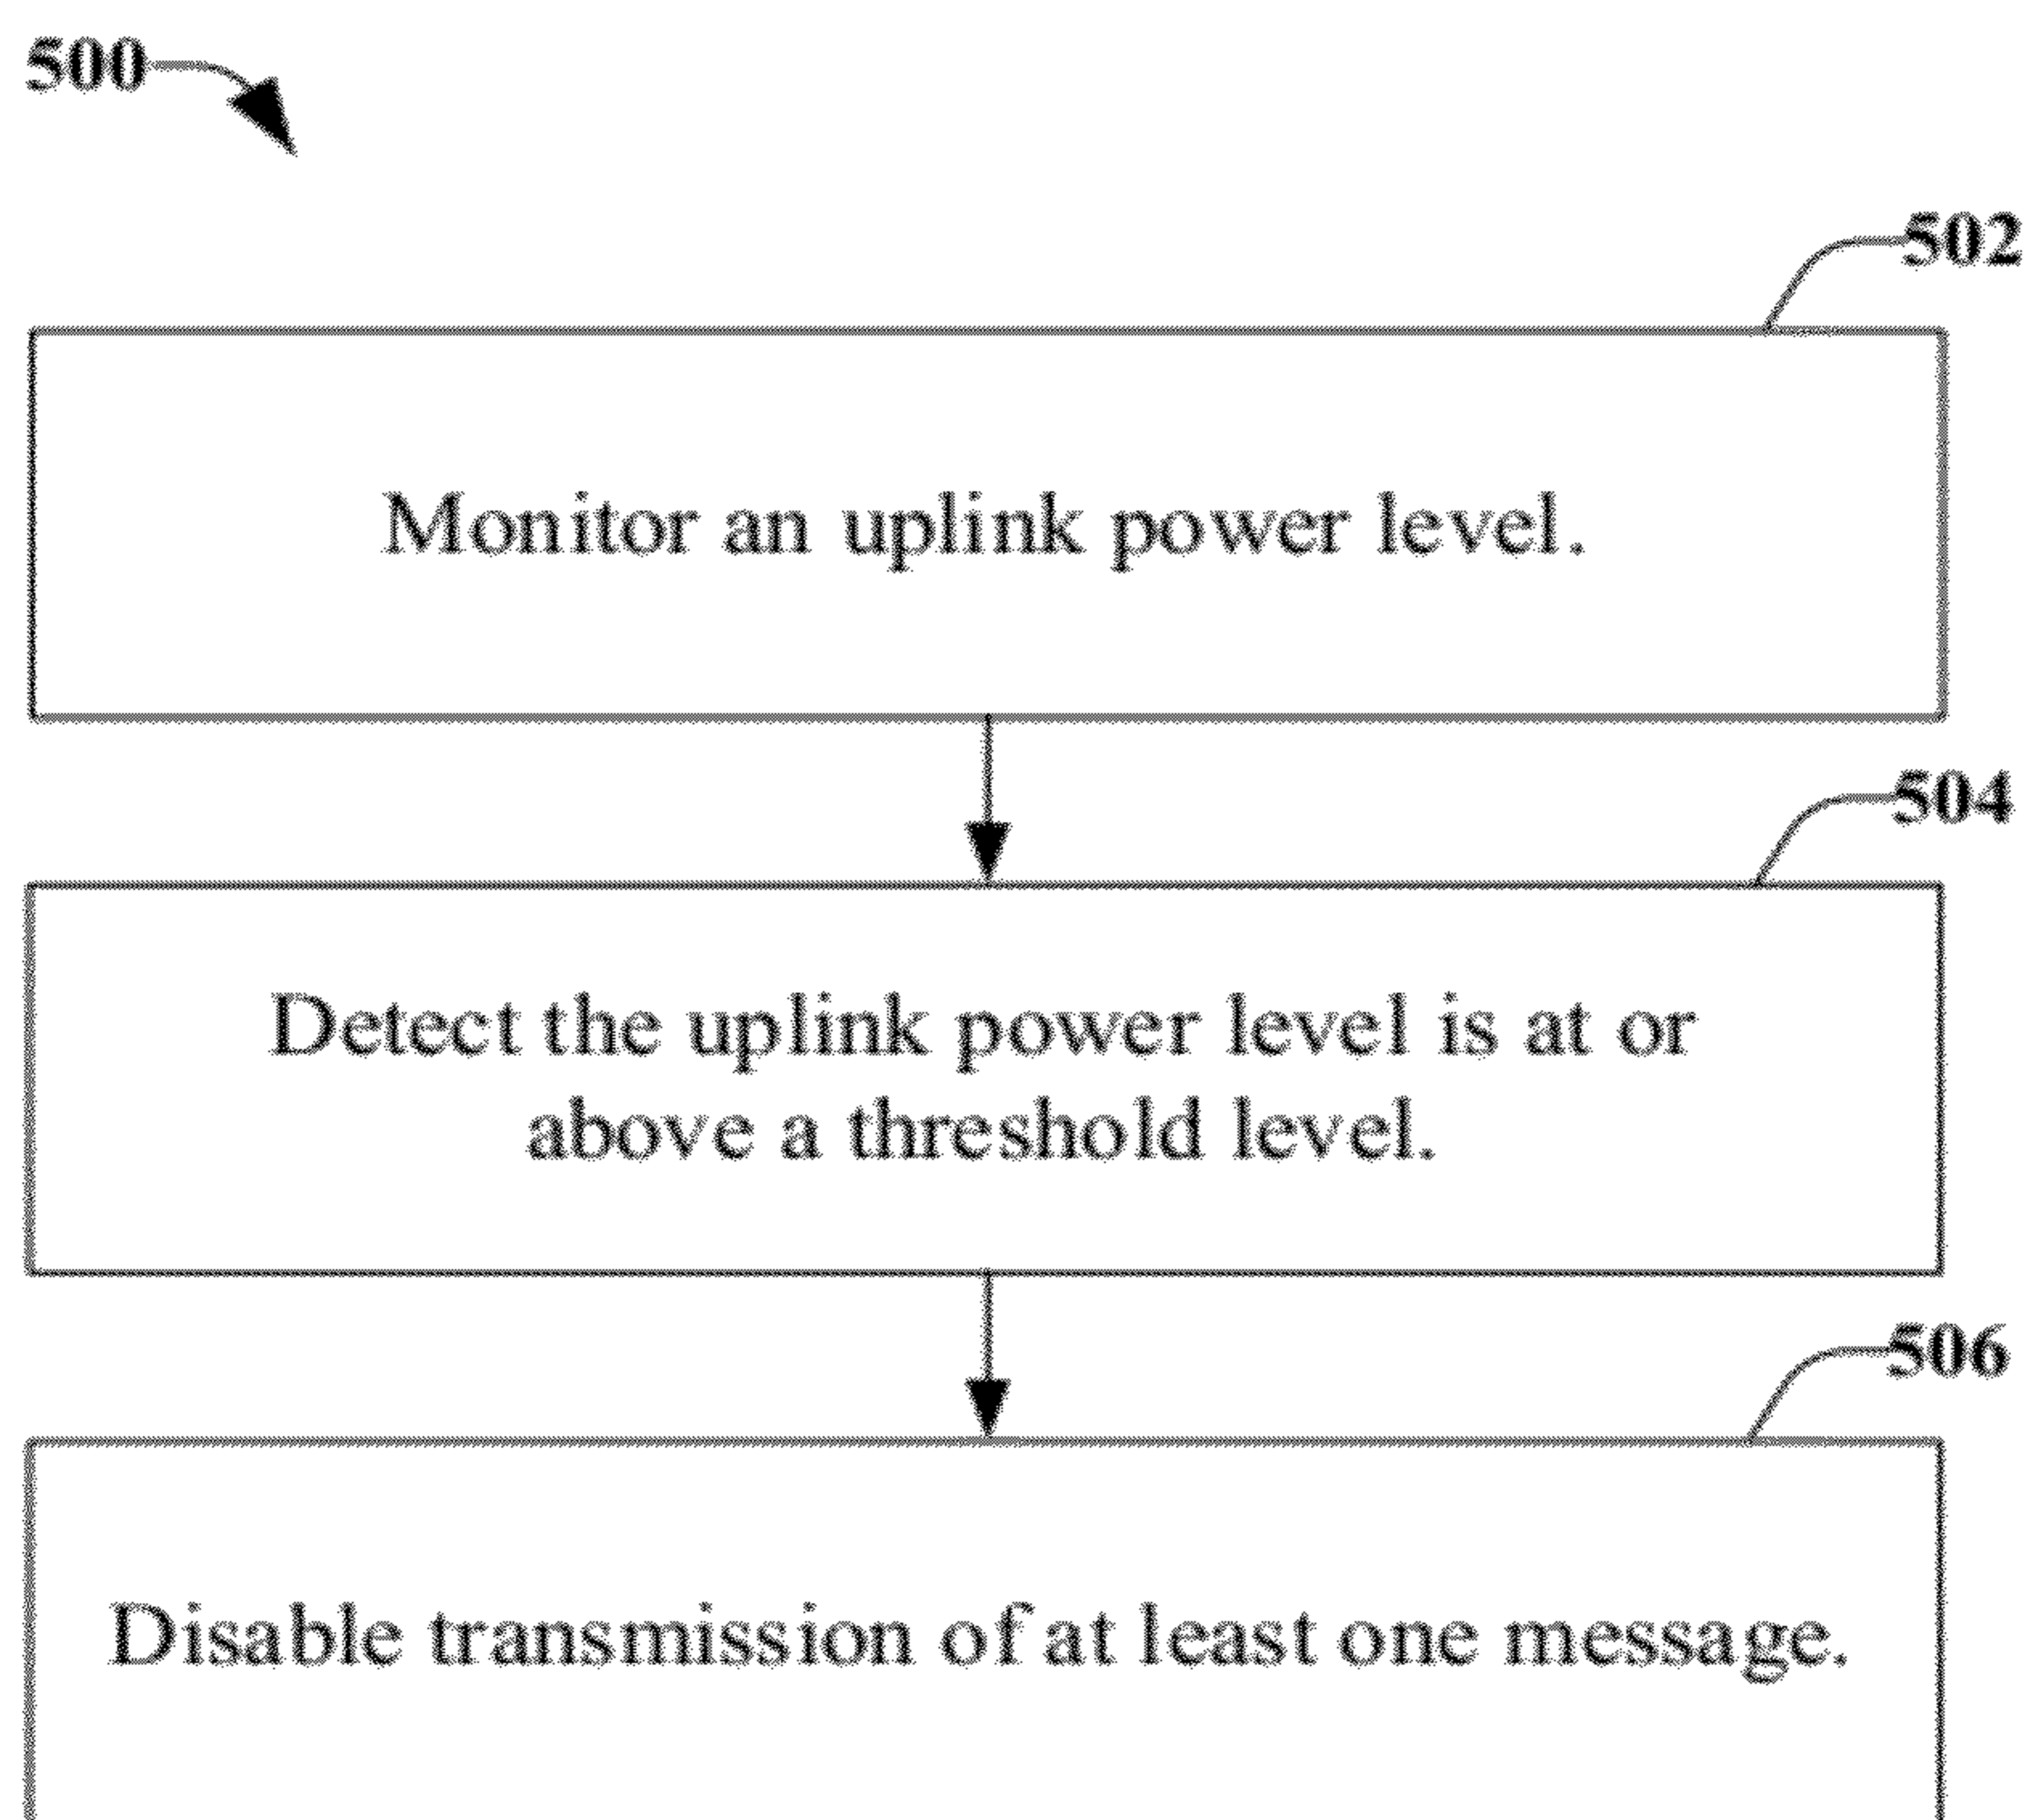 500
502
Monitor an uplink power level.
504
Detect the uplink power level is at or
above a threshold level.
506
Disable transmission of at least one message.